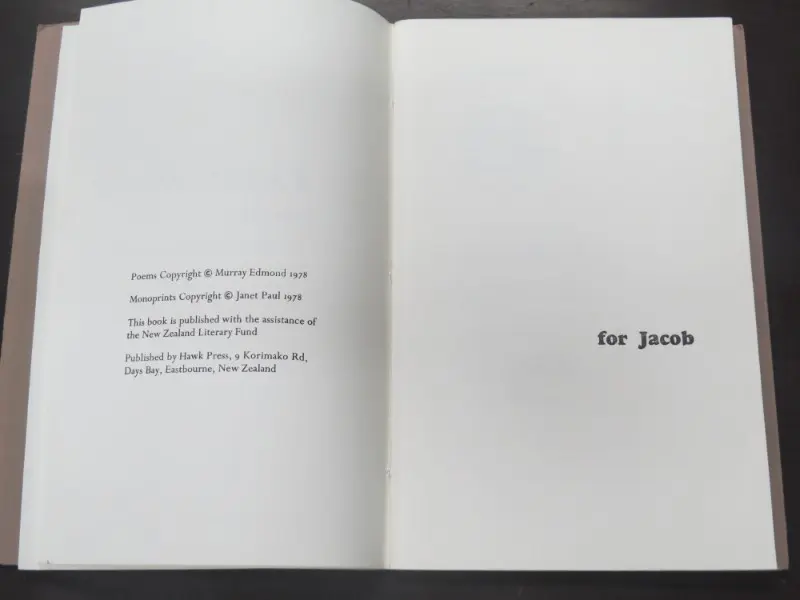 Poems Copyright © Murray Edmond 1978
Monoprints Copyright © Janet Paul 1978
This book is published with the assistance of
the New Zealand Literary Fund
Published by Hawk Press, 9 Korimako Rd,
Days Bay, Eastbourne, New Zealand
for Jacob